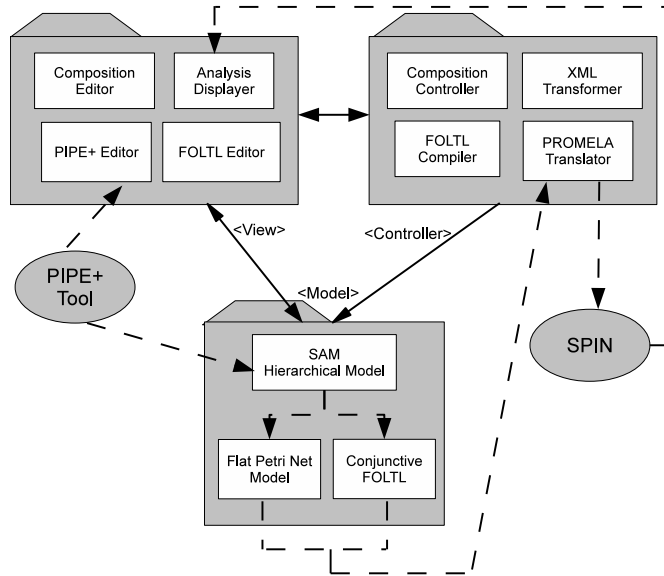 Composition
Editor
Analysis
Displayer
PIPE+ Editor
FOLTL Editor
Composition
Controller
XML
Transformer
FOLTL
Compiler
PROMELA
Translator
<View>
<Controller>
<Model>
PIPE+
Tool
SPIN
SAM
Hierarchical Model
Flat Petri Net
Model
Conjunctive
FOLTL